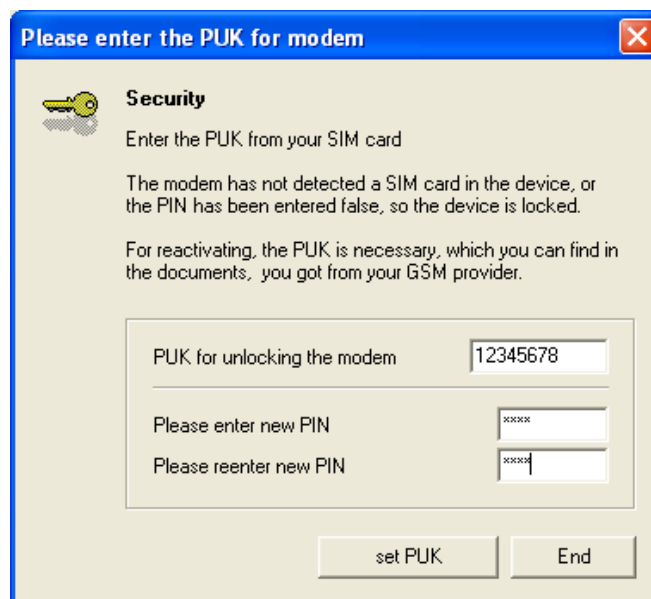 Please enter the PUK for modem
Security
Enter the PUK from your SIM card
The modem has not detected a SIM card in the device, or
the PIN has been entered false, so the device is locked.
For reactivating, the PUK is necessary, which you can find in
the documents, you got from your GSM provider.
PUK for unlocking the modem 12345678
Please enter new PIN ××××
Please reenter new PIN ××××
set PUK End